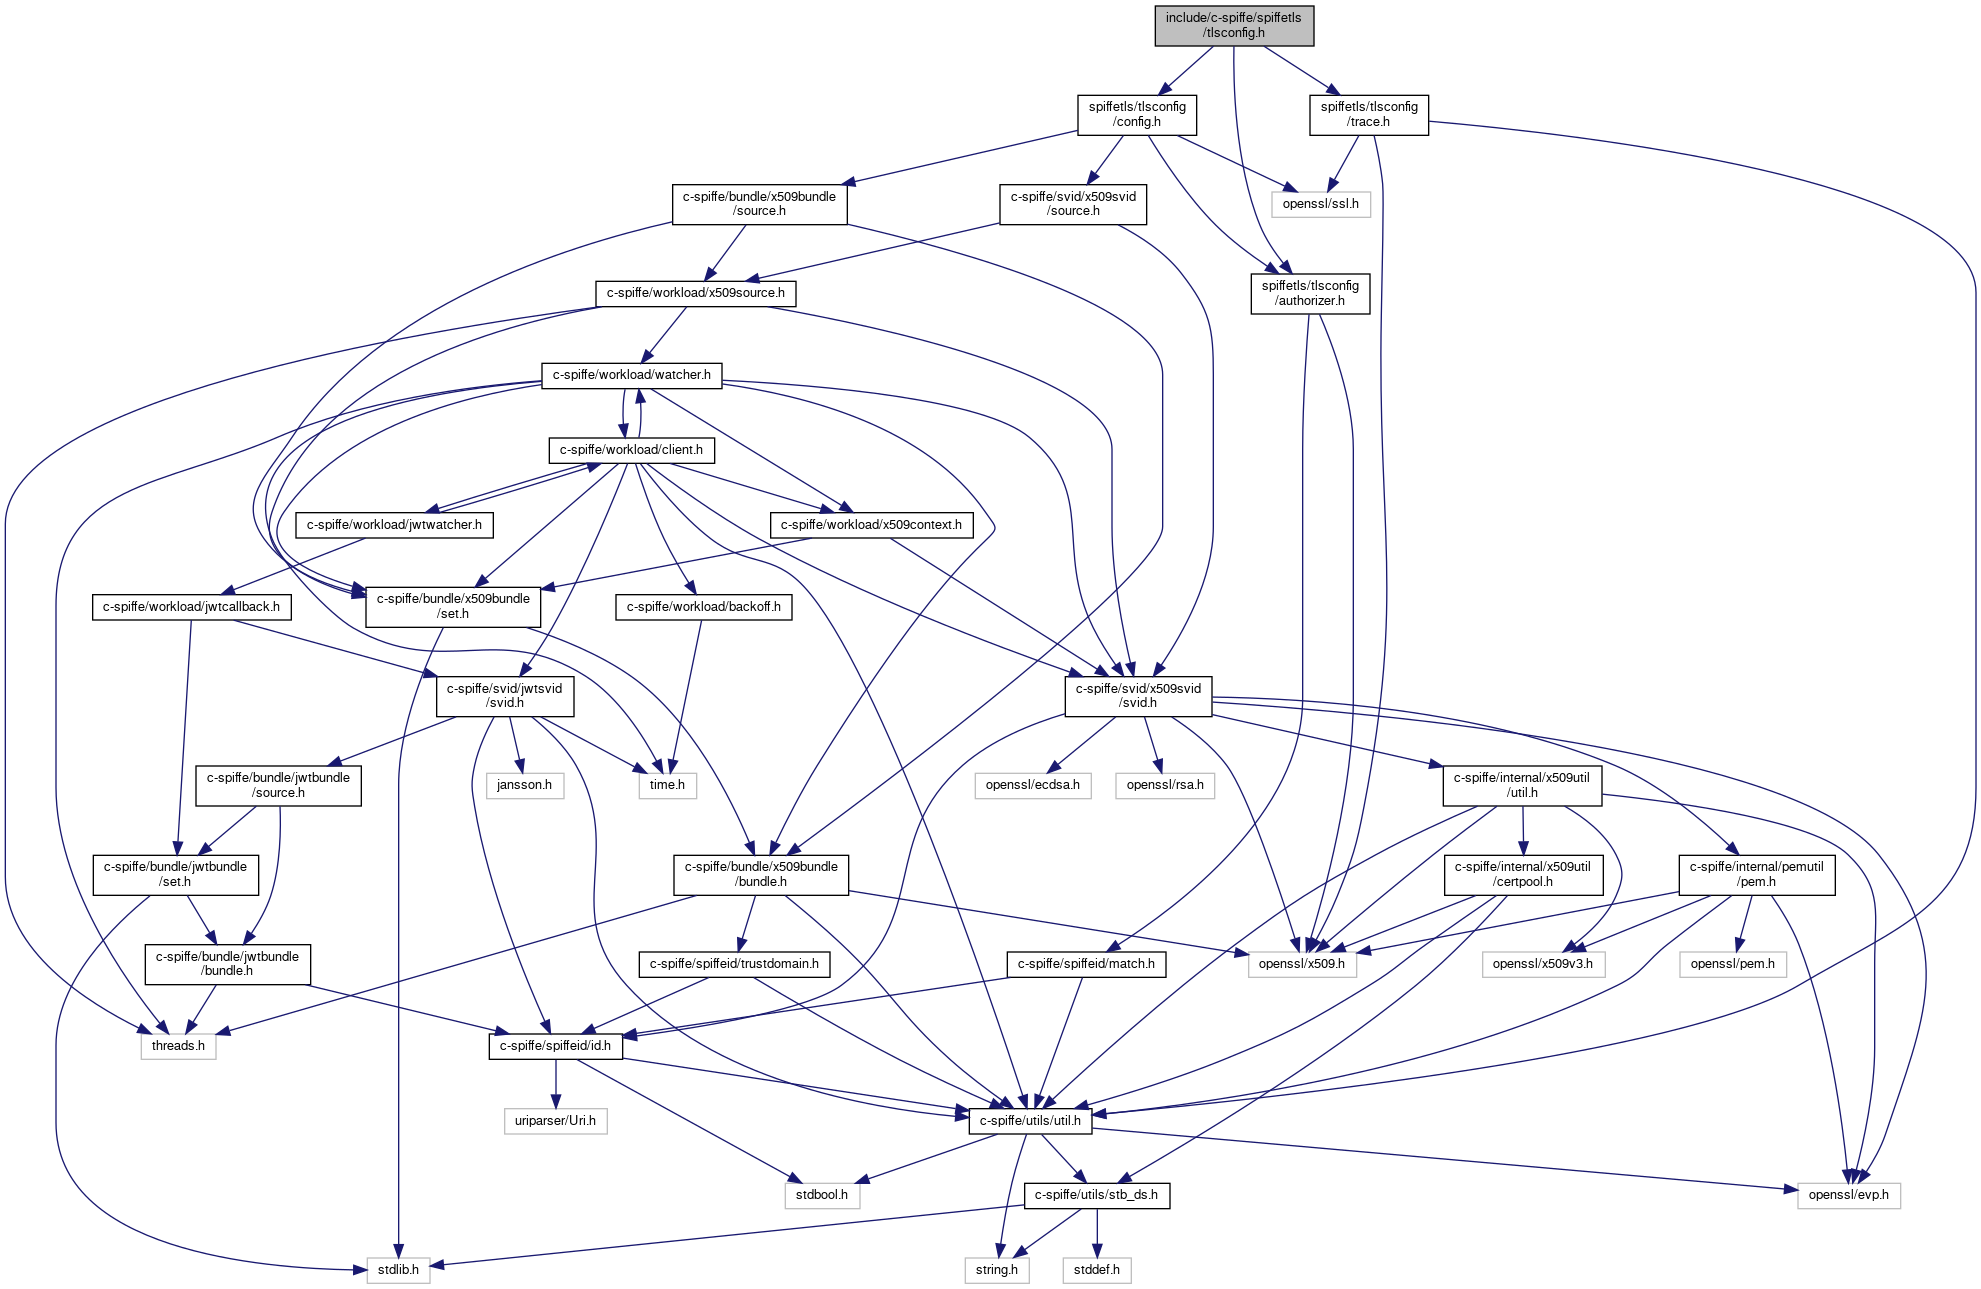 include/c-spiffe/spiffetls
/tlsconfig.h
spiffetls/tlsconfig
/config.h
spiffetls/tlsconfig
/trace.h
c-spiffe/bundle/x509bundle
/source.h
c-spiffe/svid/x509svid
/source.h
openssl/ssl.h
c-spiffe/workload/x509source.h
spiffetls/tlsconfig
/authorizer.h
c-spiffe/workload/watcher.h
c-spiffe/workload/client.h
c-spiffe/workload/jwtwatcher.h
c-spiffe/workload/x509context.h
c-spiffe/workload/jwtcallback.h
c-spiffe/bundle/x509bundle
/set.h
c-spiffe/workload/backoff.h
c-spiffe/svid/jwtsvid
/svid.h
c-spiffe/svid/x509svid
/svid.h
c-spiffe/bundle/jwtbundle
/source.h
jansson.h
time.h
openssl/ecdsa.h
openssl/rsa.h
c-spiffe/internal/x509util
/util.h
c-spiffe/bundle/jwtbundle
/set.h
c-spiffe/bundle/x509bundle
/bundle.h
c-spiffe/internal/x509util
/certpool.h
c-spiffe/internal/pemutil
/pem.h
c-spiffe/bundle/jwtbundle
/bundle.h
c-spiffe/spiffeid/trustdomain.h
c-spiffe/spiffeid/match.h
openssl/x509.h
openssl/x509v3.h
openssl/pem.h
threads.h
c-spiffe/spiffeid/id.h
uriparser/Uri.h
c-spiffe/utils/util.h
stdbool.h
c-spiffe/utils/stb_ds.h
openssl/evp.h
stdlib.h
string.h
stddef.h